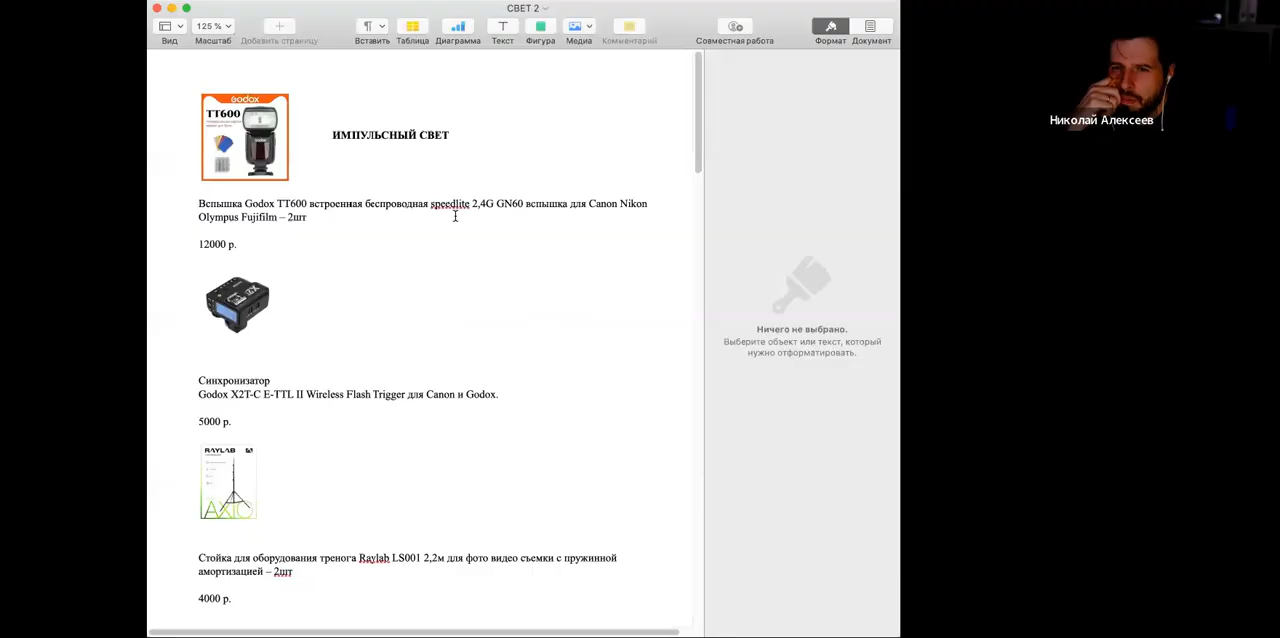 СВЕТ 2
125 %
Вид
Масштаб
Добавить страницу
Вставить
Таблица
Диаграмма
Текст
Фигура
Медиа
Комментарий
Совместная работа
Формат
Документ
Godox
TT600
ИМПУЛЬСНЫЙ СВЕТ
Вспышка Godox TT600 встроенная беспроводная speedlite 2,4G GN60 вспышка для Canon Nikon
Olympus Fujifilm – 2шт
12000 р.
Синхронизатор
Godox X2T-C E-TTL II Wireless Flash Trigger для Canon и Godox.
5000 р.
RAYLAB
AXIO
Стойка для оборудования тренога Raylab LS001 2,2м для фото видео съемки с пружинной
амортизацией – 2шт
4000 р.
Ничего не выбрано.
Выберите объект или текст, который
нужно отформатировать.
Николай Алексеев